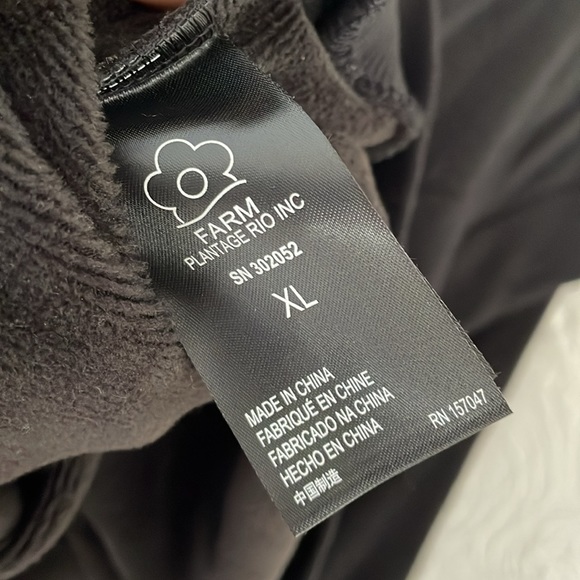 FARM
PLANTAGE RIO INC
SN 302052
XL
MADE IN CHINA
FABRIQUÉ EN CHINE
FABRICADO NA CHINA
HECHO EN CHINA
中国制造
RN 157047